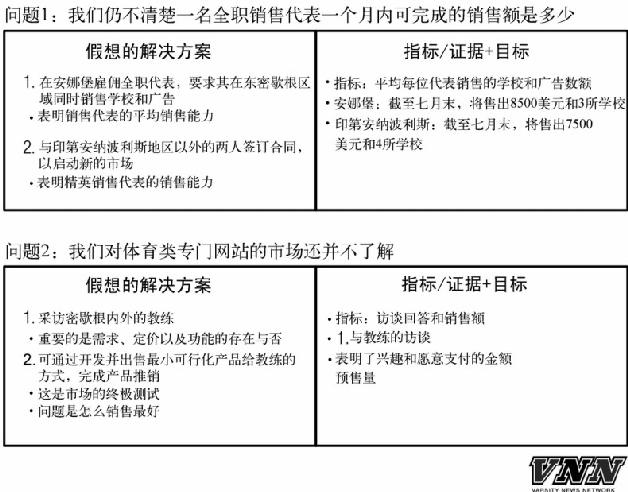 问题1：我们仍不清楚一名全职销售代表一个月内可完成的销售额是多少
假想的解决方案
1. 在安娜堡雇佣全职代表，要求其在东密歇根区
域同时销售学校和广告
·表明销售代表的平均销售能力
2. 与印第安纳波利斯地区以外的两人签订合同，
以启动新的市场
·表明精英销售代表的销售能力
指标/证据+目标
·指标：平均每位代表销售的学校和广告数额
·安娜堡：截至七月末，将售出8500美元和3所学校
·印第安纳波利斯：截至七月末，将售出7500
美元和4所学校
问题2：我们对体育类专门网站的市场还并不了解
假想的解决方案
1. 采访密歇根内外的教练
·重要的是需求、定价以及功能的存在与否
2. 可通过开发并出售最小可行化产品给教练的
方式，完成产品推销
·这是市场的终极测试
·问题是怎么销售最好
指标/证据+目标
·指标：访谈回答和销售额
·1.与教练的访谈
·表明了兴趣和愿意支付的金额
预售量
VNN
VARSITY NEWS NETWORK